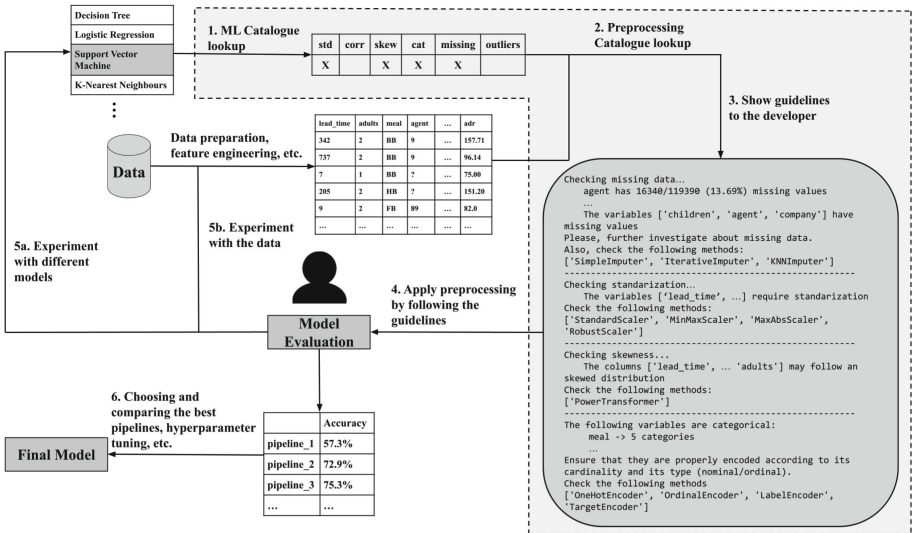 Decision Tree
Logistic Regression
Support Vector
Machine
K-Nearest Neighbours
1. ML Catalogue
lookup
std corr skew cat missing outliers
X X X X
2. Preprocessing
Catalogue lookup
3. Show guidelines
to the developer
Data
Data preparation,
feature engineering, etc.
lead_time adults meal agent ... adr
342 2 BB 9 ... 157.71
737 2 BB 9 ... 96.14
7 1 BB ? ... 75.00
205 2 HB ? ... 151.20
9 2 FB 89 ... 82.0
... ... ... ... ... ...
5a. Experiment
with different
models
5b. Experiment
with the data
4. Apply preprocessing
by following the
guidelines
Model
Evaluation
Checking missing data...
agent has 16340/119390 (13.69%) missing values
...
The variables ['children', 'agent', 'company'] have
missing values
Please, further investigate about missing data.
Also, check the following methods:
['SimpleImputer', 'IterativeImputer', 'KNNImputer']
------------------------------------------------------
Checking standarization...
The variables [‘lead_time’, ...] require standarization
Check the following methods:
['StandardScaler', 'MinMaxScaler', 'MaxAbsScaler',
'RobustScaler']
------------------------------------------------------
Checking skewness...
The columns ['lead_time', ... 'adults'] may follow an
skewed distribution
Check the following methods:
['PowerTransformer']
------------------------------------------------------
The following variables are categorical:
meal -> 5 categories
...
Ensure that they are properly encoded according to its
cardinality and its type (nominal/ordinal).
Check the following methods
['OneHotEncoder', 'OrdinalEncoder', 'LabelEncoder',
'TargetEncoder']
6. Choosing and
comparing the best
pipelines, hyperparameter
tuning, etc.
Final Model
Accuracy
pipeline_1 57.3%
pipeline_2 72.9%
pipeline_3 75.3%
... ...